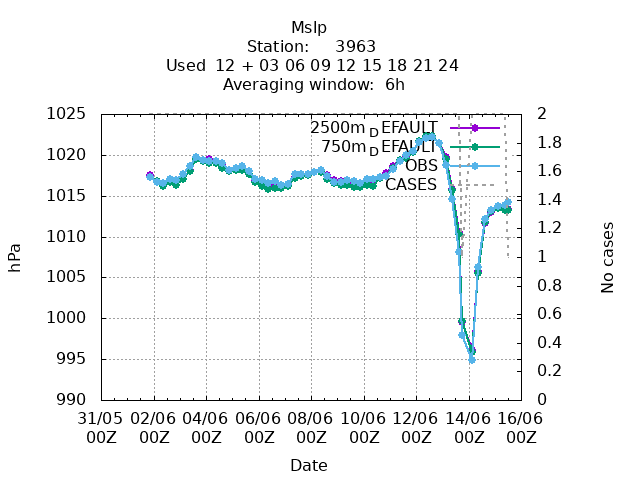 Mslp
Station:     3963
Used  12 + 03 06 09 12 15 18 21 24
Averaging window:  6h
2500m_DEFAULT
750m_DEFAULT
OBS
CASES
1025
1020
1015
1010
1005
1000
995
990
hPa
2
1.8
1.6
1.4
1.2
1
0.8
0.6
0.4
0.2
0
No cases
31/05 02/06 04/06 06/06 08/06 10/06 12/06 14/06 16/06
00Z 00Z 00Z 00Z 00Z 00Z 00Z 00Z 00Z
Date